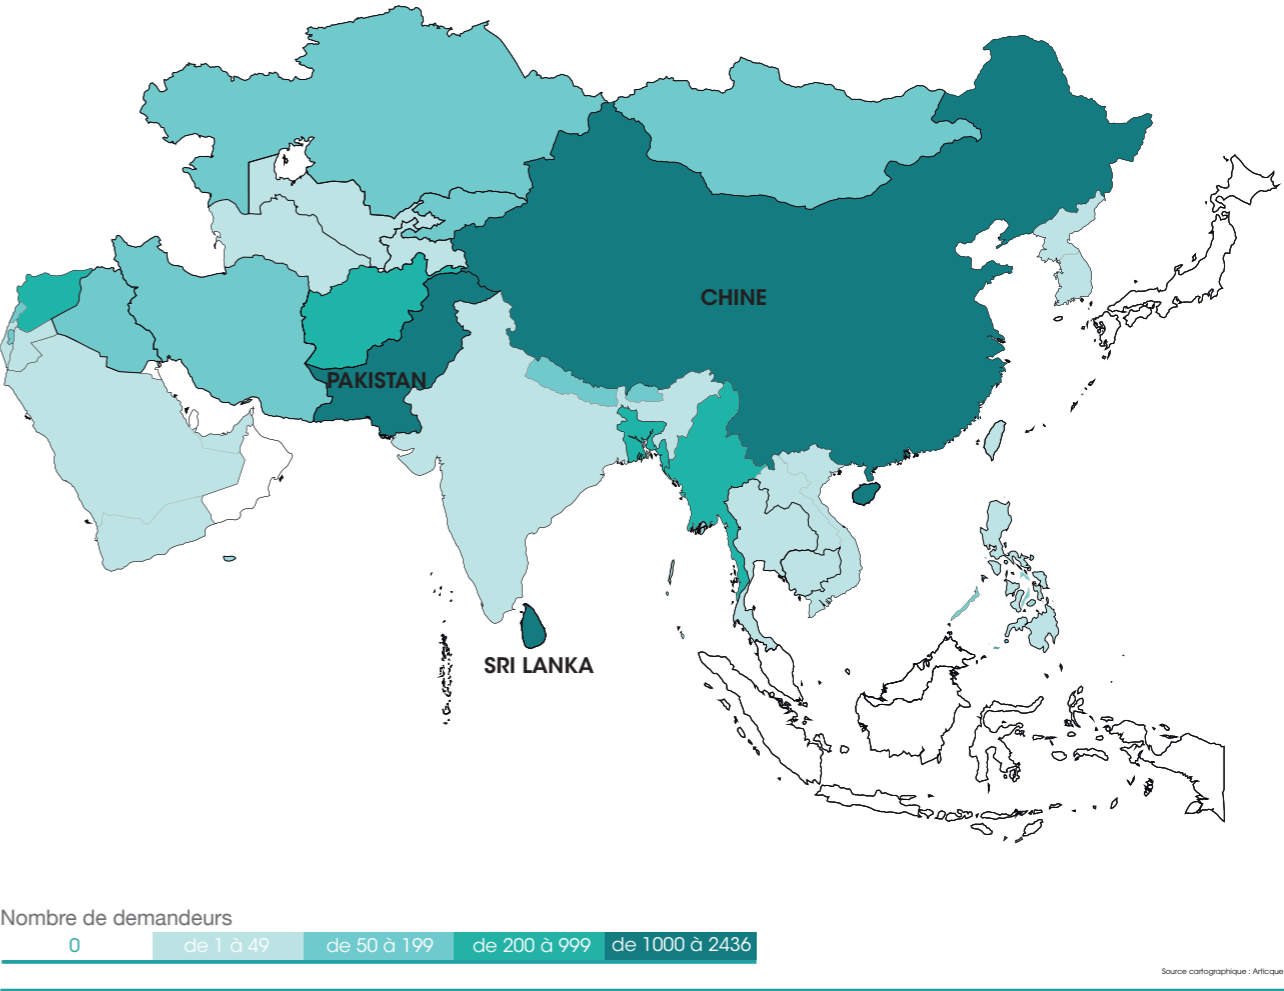 CHINE
PAKISTAN
SRI LANKA
Nombre de demandeurs
0 de 1 à 49 de 50 à 199 de 200 à 999 de 1000 à 2436
Source cartographique : Articque